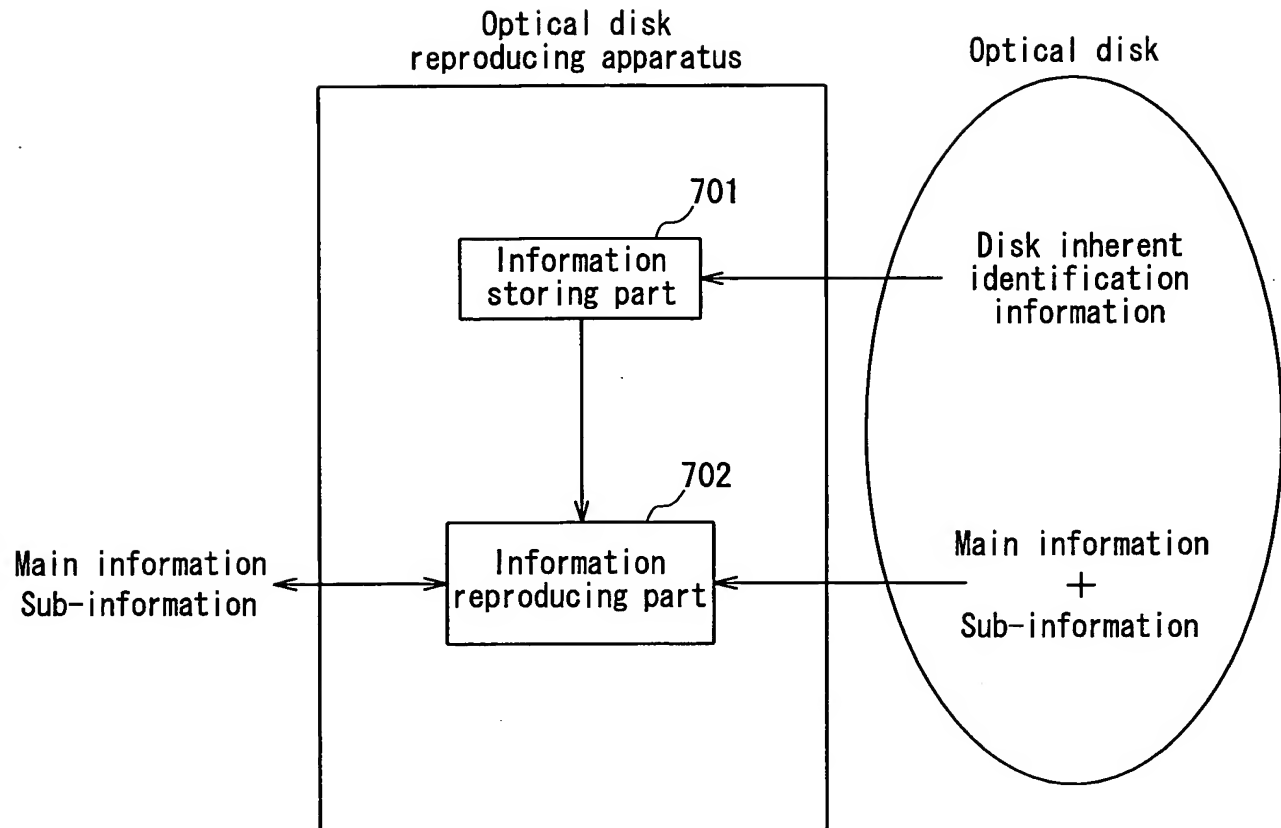 Optical disk
reproducing apparatus
Optical disk
701
Information
storing part
Disk inherent
identification
information
702
Information
reproducing part
Main information
Sub-information
Main information
+
Sub-information